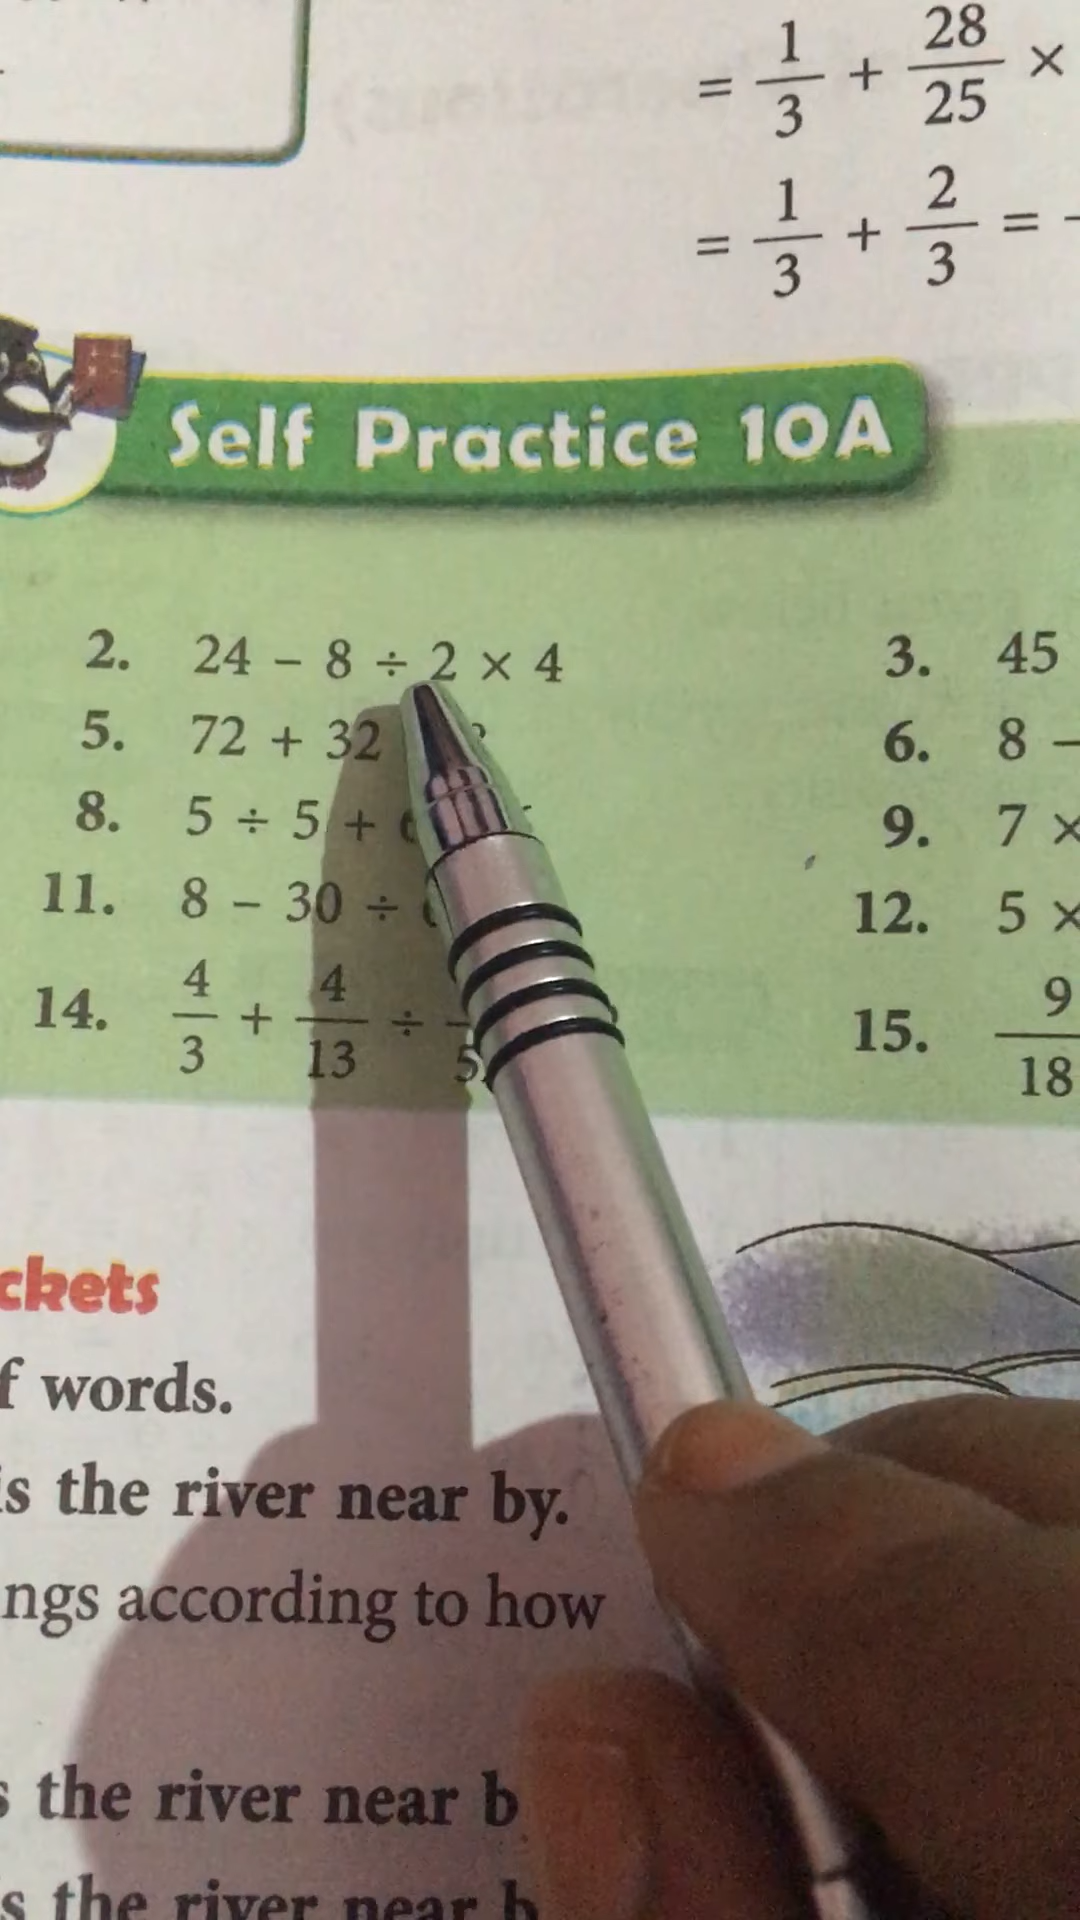 = 1/3 + 28/25 ×
= 1/3 + 2/3 =
Self Practice 10A
2. 24 – 8 ÷ 2 × 4
3. 45
5. 72 + 32
6. 8 –
8. 5 ÷ 5 +
9. 7 ×
11. 8 – 30 ÷
12. 5 ×
14. 4/3 + 4/13 ÷
15. 9/18
ckets
f words.
is the river near by.
ngs according to how
s the river near b
s the river near b